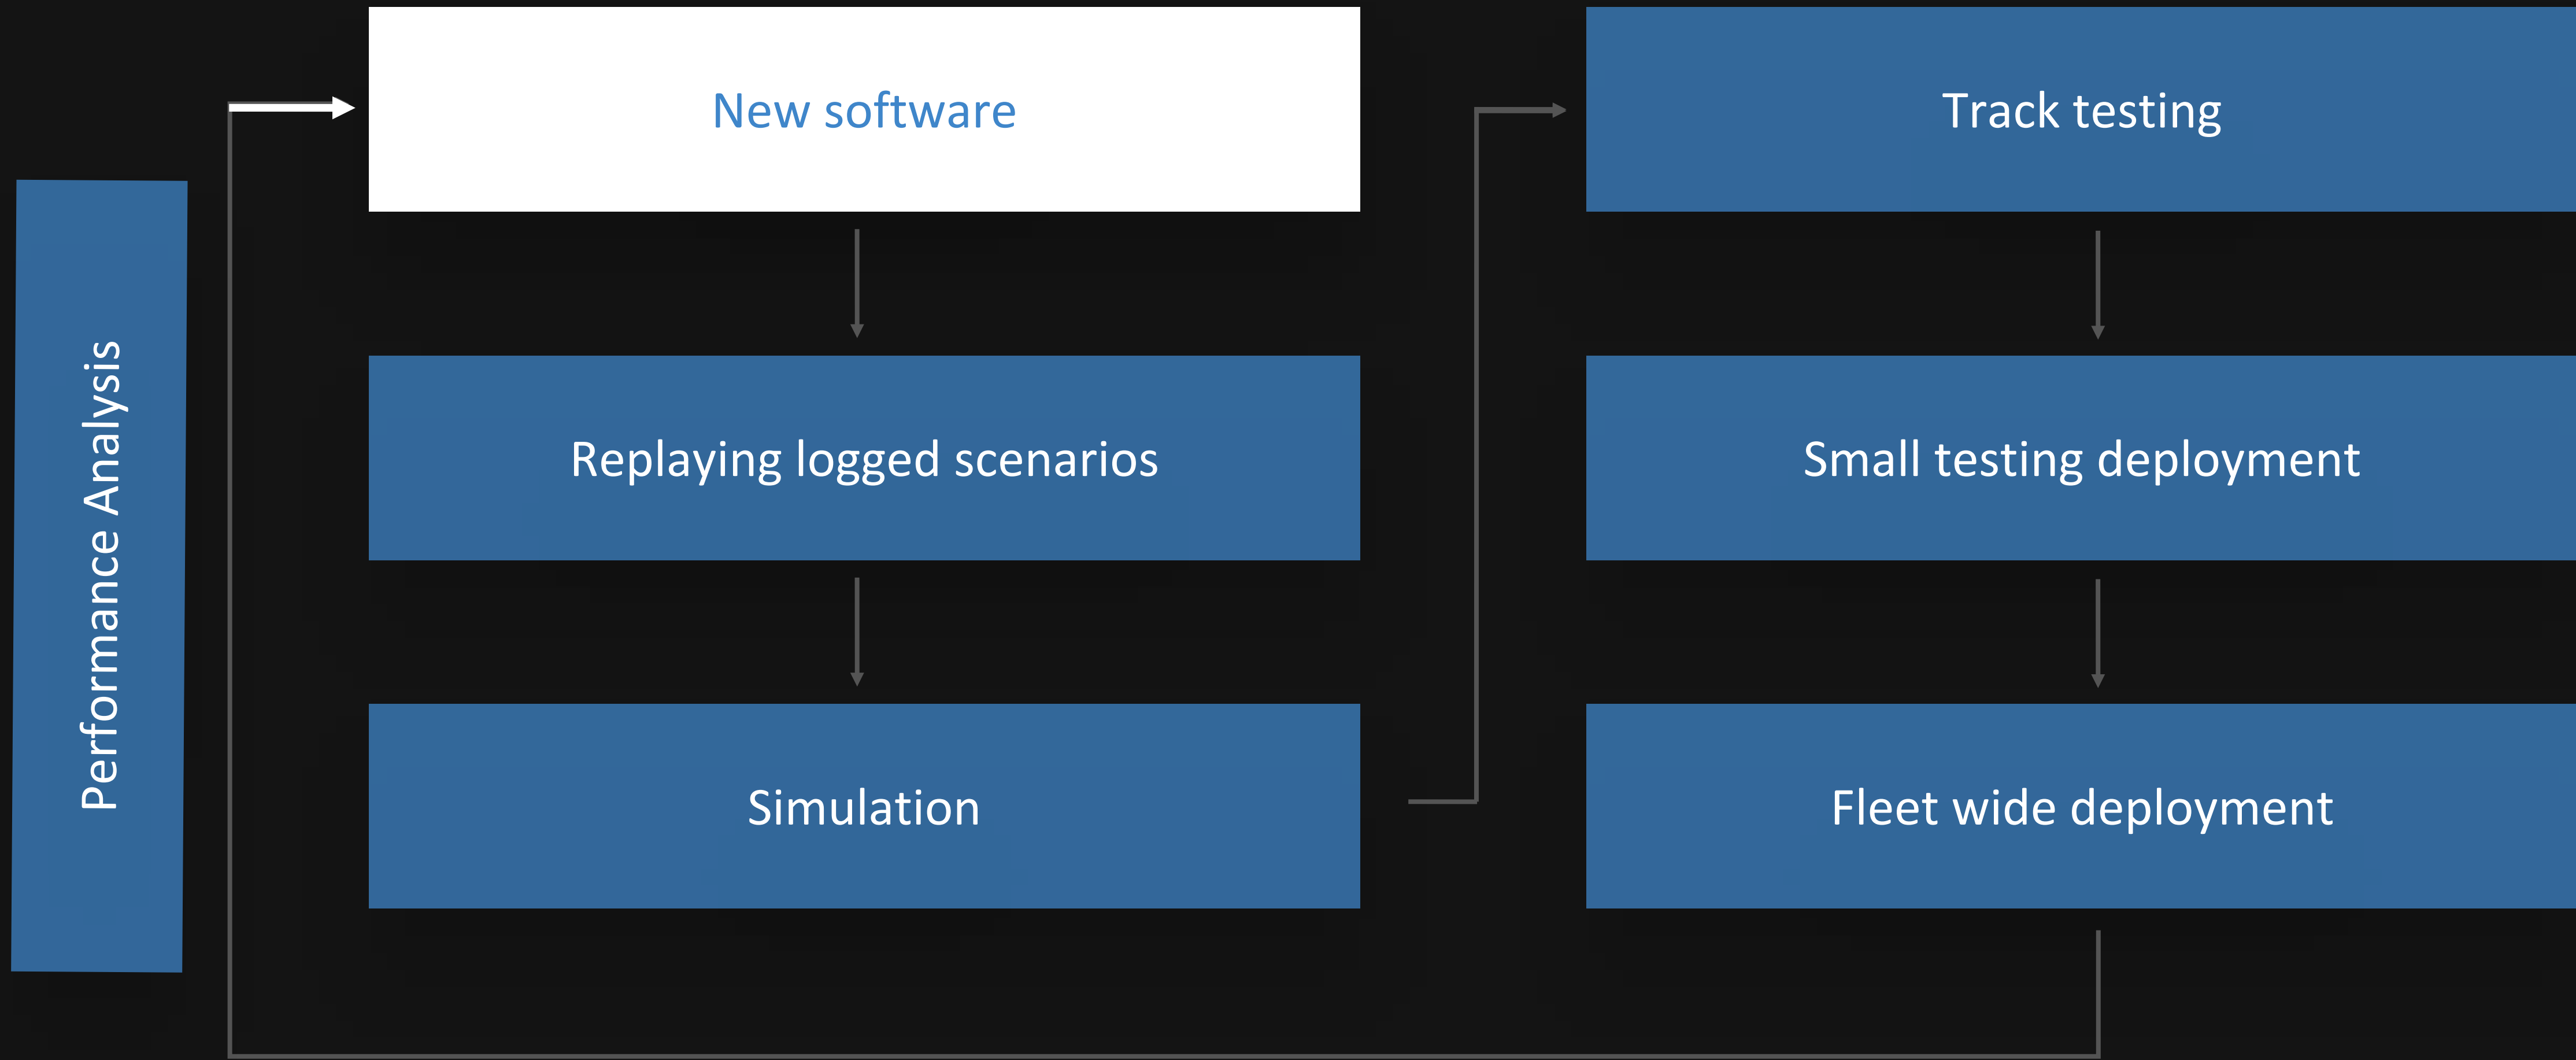 Performance Analysis
New software
Replaying logged scenarios
Simulation
Track testing
Small testing deployment
Fleet wide deployment